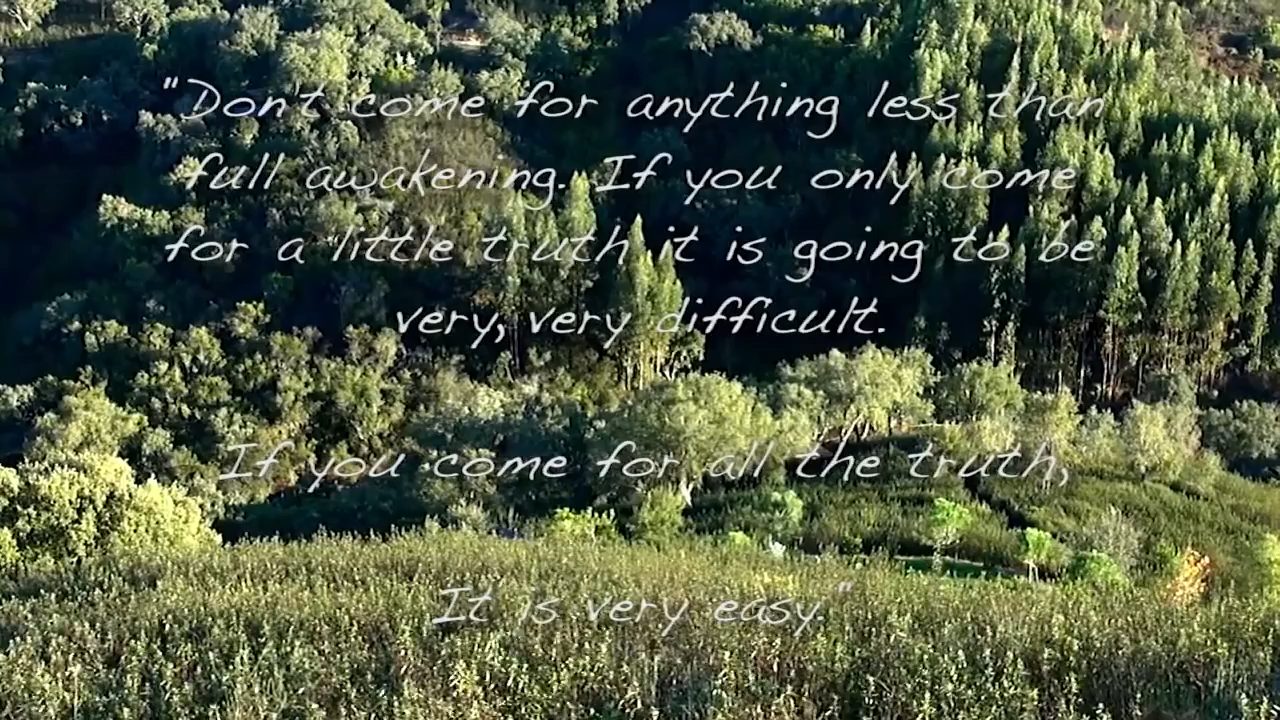 "Don't come for anything less than
full awakening. If you only come
for a little truth it is going to be
very, very difficult.
If you come for all the truth,
It is very easy."